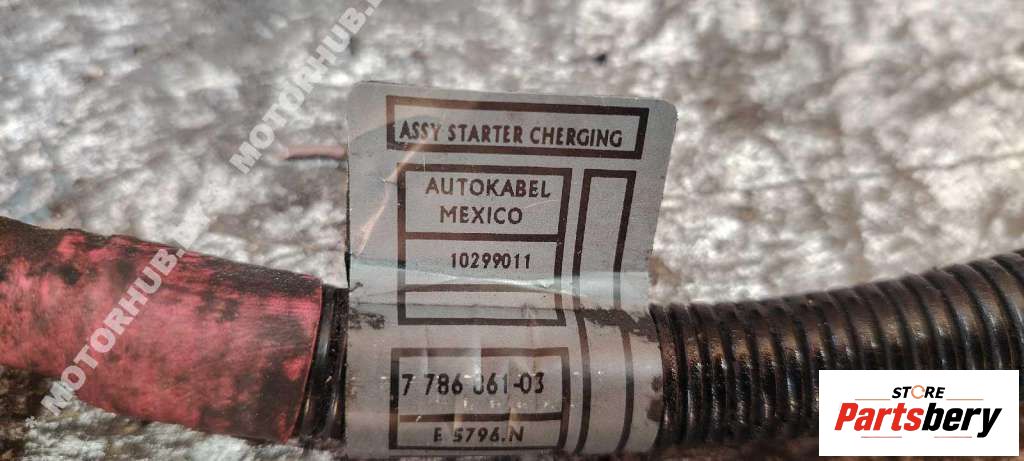 MOTORHUB.
ASSY STARTER CHERGING
AUTOKABEL
MEXICO
10299011
MOTORHUB.
7 786 061-03
E 5796.N
STORE
Partsbery